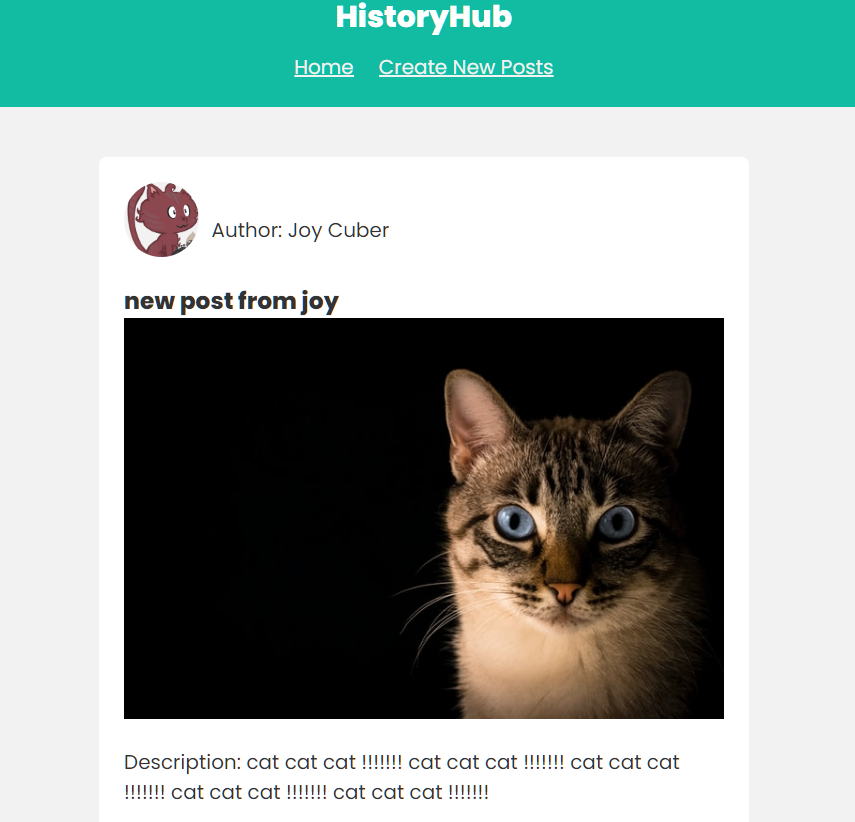 HistoryHub
Home Create New Posts
Author: Joy Cuber
new post from joy
Description: cat cat cat !!!!!!! cat cat cat !!!!!!! cat cat cat
!!!!!!! cat cat cat !!!!!!! cat cat cat !!!!!!!